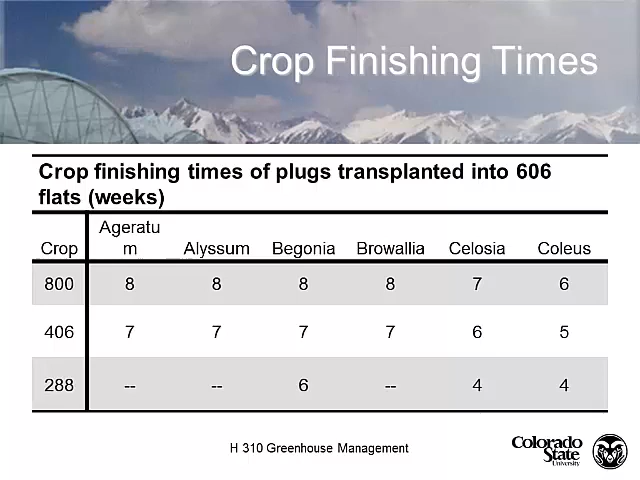 Crop Finishing Times
Crop finishing times of plugs transplanted into 606
flats (weeks)
Ageratu
Crop m Alyssum Begonia Browallia Celosia Coleus
800 8 8 8 8 7 6
406 7 7 7 7 6 5
288 -- -- 6 -- 4 4
H 310 Greenhouse Management
Colorado
State
University